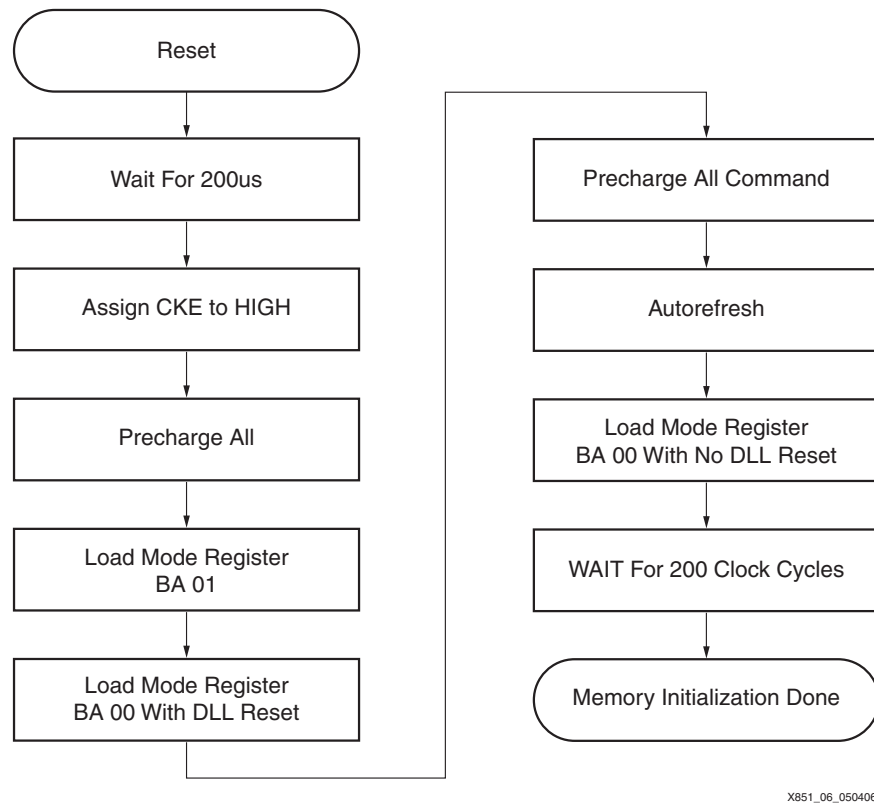 Reset
Wait For 200us
Assign CKE to HIGH
Precharge All
Load Mode Register
BA 01
Load Mode Register
BA 00 With DLL Reset
Precharge All Command
Autorefresh
Load Mode Register
BA 00 With No DLL Reset
WAIT For 200 Clock Cycles
Memory Initialization Done
X851_06_050406